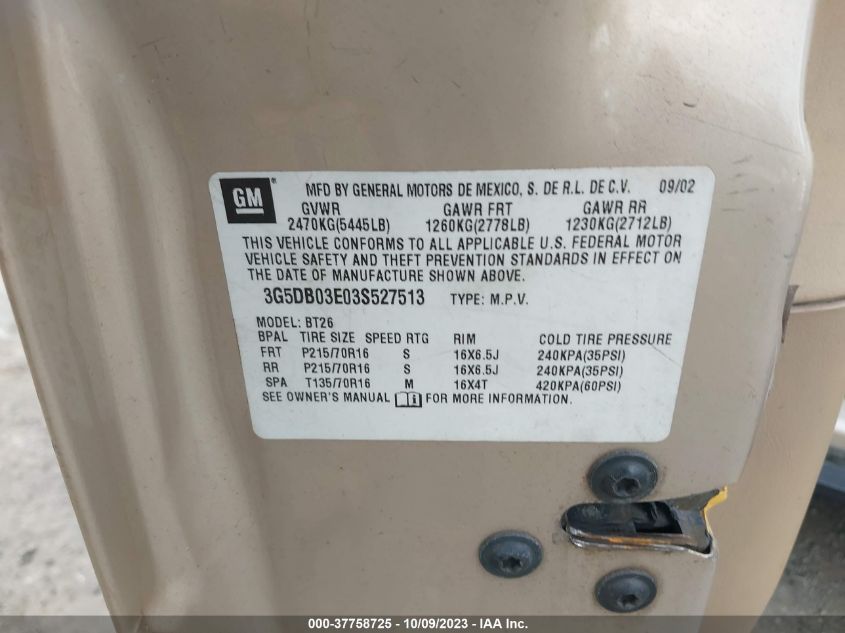 GM
MFD BY GENERAL MOTORS DE MEXICO, S. DE R.L. DE C.V. 09/02
GVWR GAWR FRT GAWR RR
2470KG(5445LB) 1260KG(2778LB) 1230KG(2712LB)
THIS VEHICLE CONFORMS TO ALL APPLICABLE U.S. FEDERAL MOTOR
VEHICLE SAFETY AND THEFT PREVENTION STANDARDS IN EFFECT ON
THE DATE OF MANUFACTURE SHOWN ABOVE.
3G5DB03E03S527513 TYPE: M.P.V.
MODEL: BT26
BPAL TIRE SIZE SPEED RTG RIM COLD TIRE PRESSURE
FRT P215/70R16 S 16X6.5J 240KPA(35PSI)
RR P215/70R16 S 16X6.5J 240KPA(35PSI)
SPA T135/70R16 M 16X4T 420KPA(60PSI)
SEE OWNER'S MANUAL FOR MORE INFORMATION.
000-37758725 - 10/09/2023 - IAA Inc.